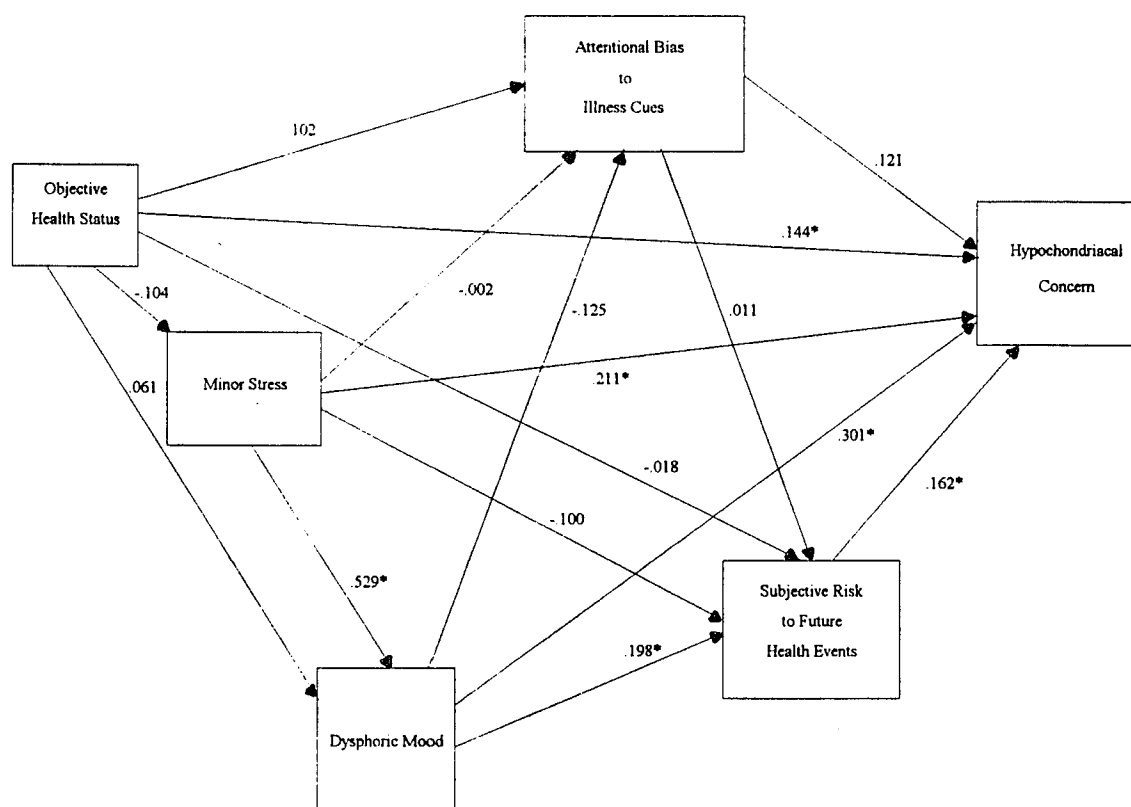 Attentional Bias
to
Illness Cues
102
.121
Objective
Health Status
.144*
Hypochondriacal
Concern
-.104
-.002
-.125
.011
.061
Minor Stress
.211*
.301*
-.018
.162*
-.100
.529*
Subjective Risk
to Future
Health Events
.198*
Dysphoric Mood